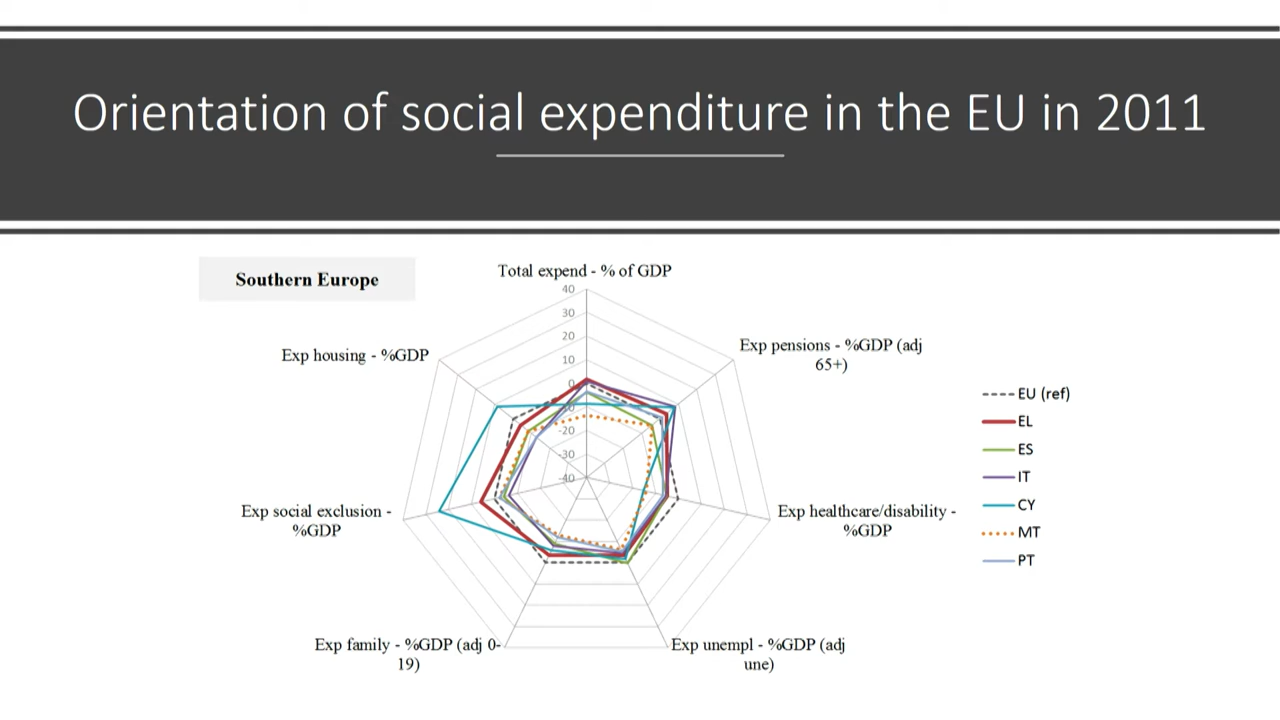 Orientation of social expenditure in the EU in 2011
Southern Europe
Total expend - % of GDP
40
30
20
10
0
-20
-30
-40
Exp housing - %GDP
Exp pensions - %GDP (adj
65+)
Exp social exclusion -
%GDP
Exp healthcare/disability -
%GDP
Exp family - %GDP (adj 0-
19)
Exp unempl - %GDP (adj
une)
EU (ref)
EL
ES
IT
CY
MT
PT